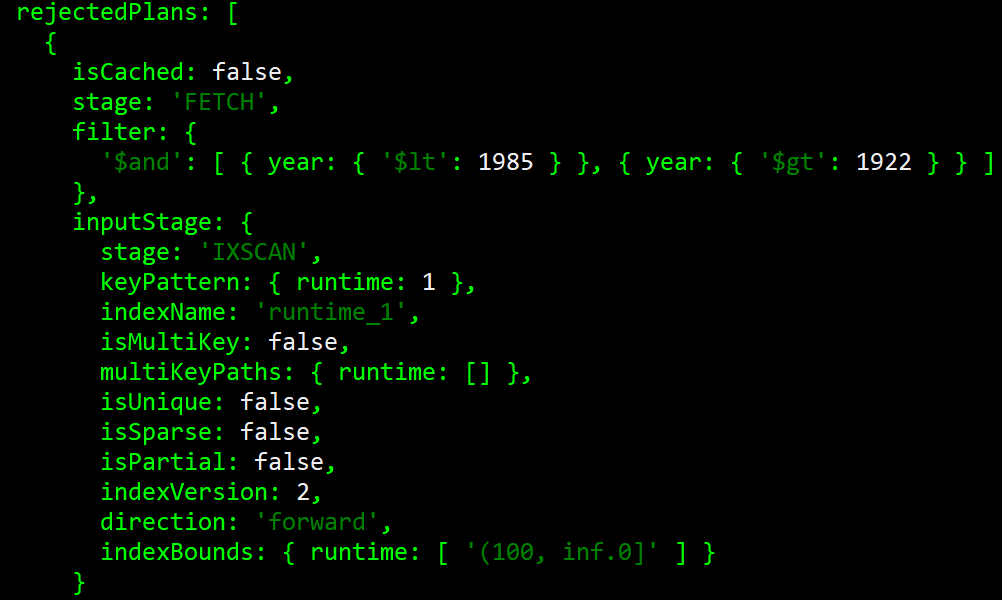 rejectedPlans: [
{
isCached: false,
stage: 'FETCH',
filter: {
'$and': [ { year: { '$lt': 1985 } }, { year: { '$gt': 1922 } } ]
},
inputStage: {
stage: 'IXSCAN',
keyPattern: { runtime: 1 },
indexName: 'runtime_1',
isMultiKey: false,
multiKeyPaths: { runtime: [] },
isUnique: false,
isSparse: false,
isPartial: false,
indexVersion: 2,
direction: 'forward',
indexBounds: { runtime: [ '(100, inf.0]' ] }
}